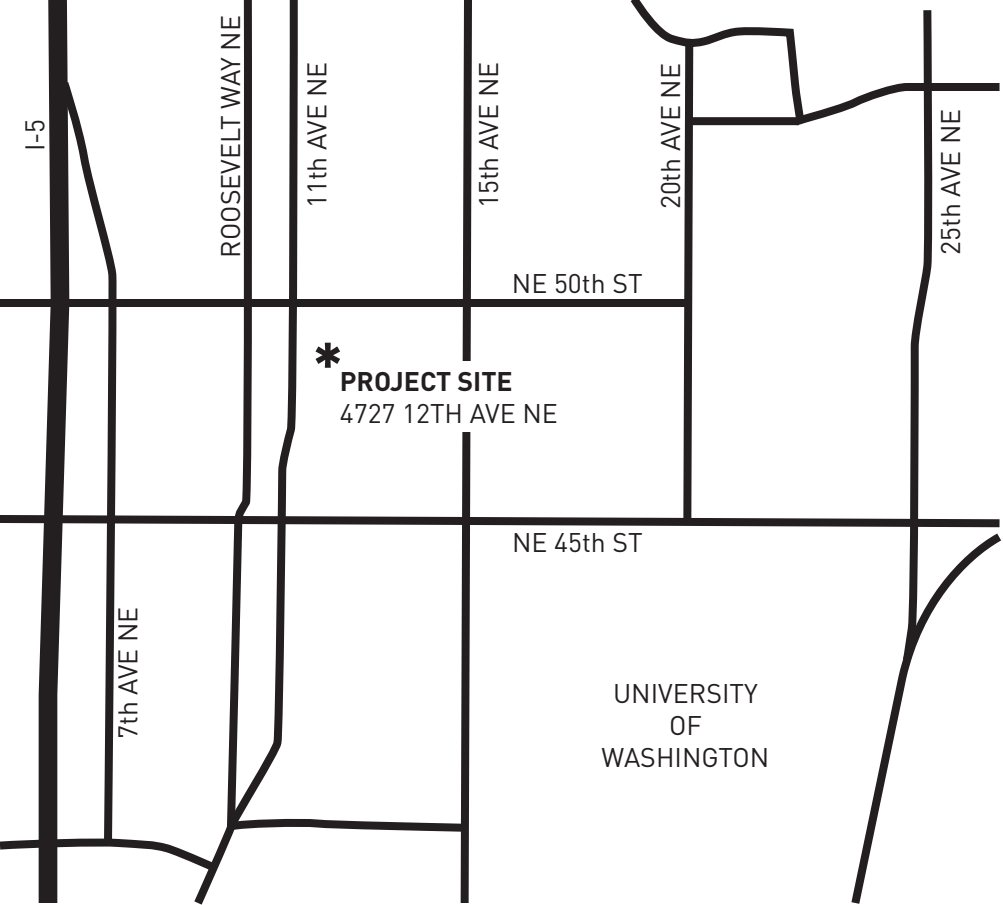 I-5
ROOSEVELT WAY NE
11th AVE NE
15th AVE NE
20th AVE NE
25th AVE NE
NE 50th ST
*
PROJECT SITE
4727 12TH AVE NE
NE 45th ST
7th AVE NE
UNIVERSITY
OF
WASHINGTON